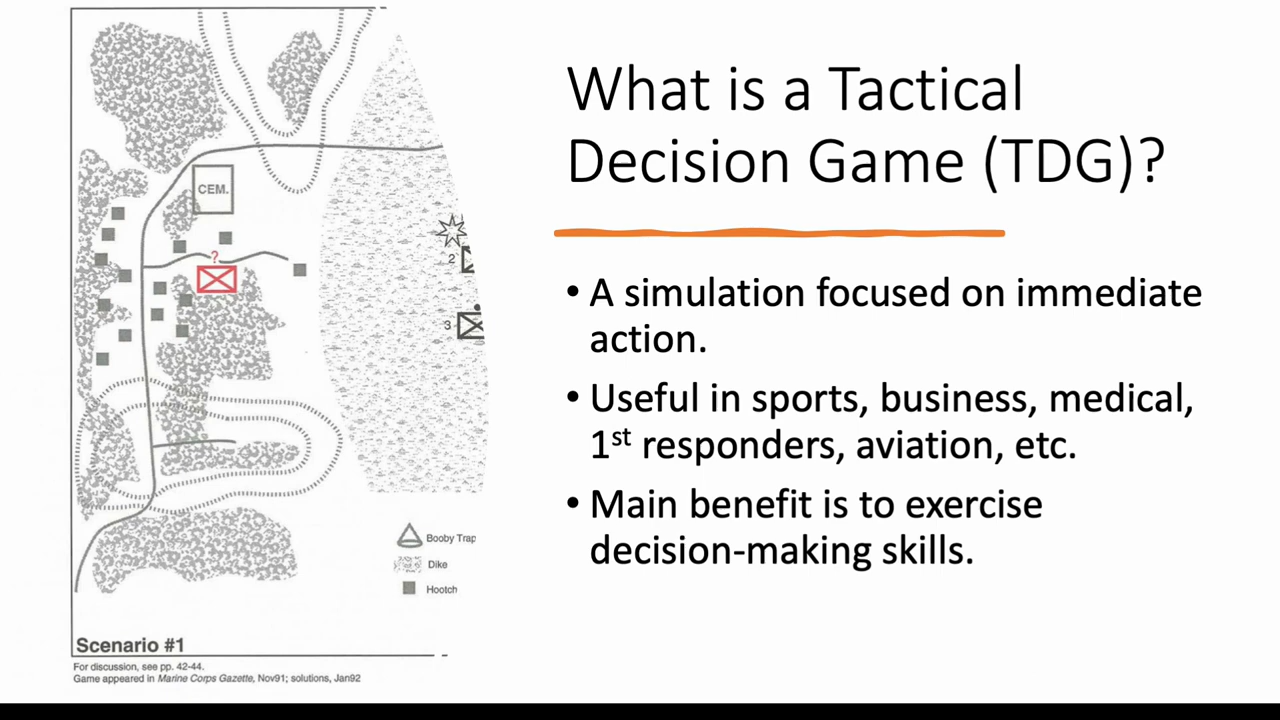 What is a Tactical
Decision Game (TDG)?
• A simulation focused on immediate
action.
• Useful in sports, business, medical,
1st responders, aviation, etc.
• Main benefit is to exercise
decision-making skills.
CEM.
?
2
3
Booby Trap
Dike
Hootch
Scenario #1
For discussion, see pp. 42-44.
Game appeared in Marine Corps Gazette, Nov91; solutions, Jan92